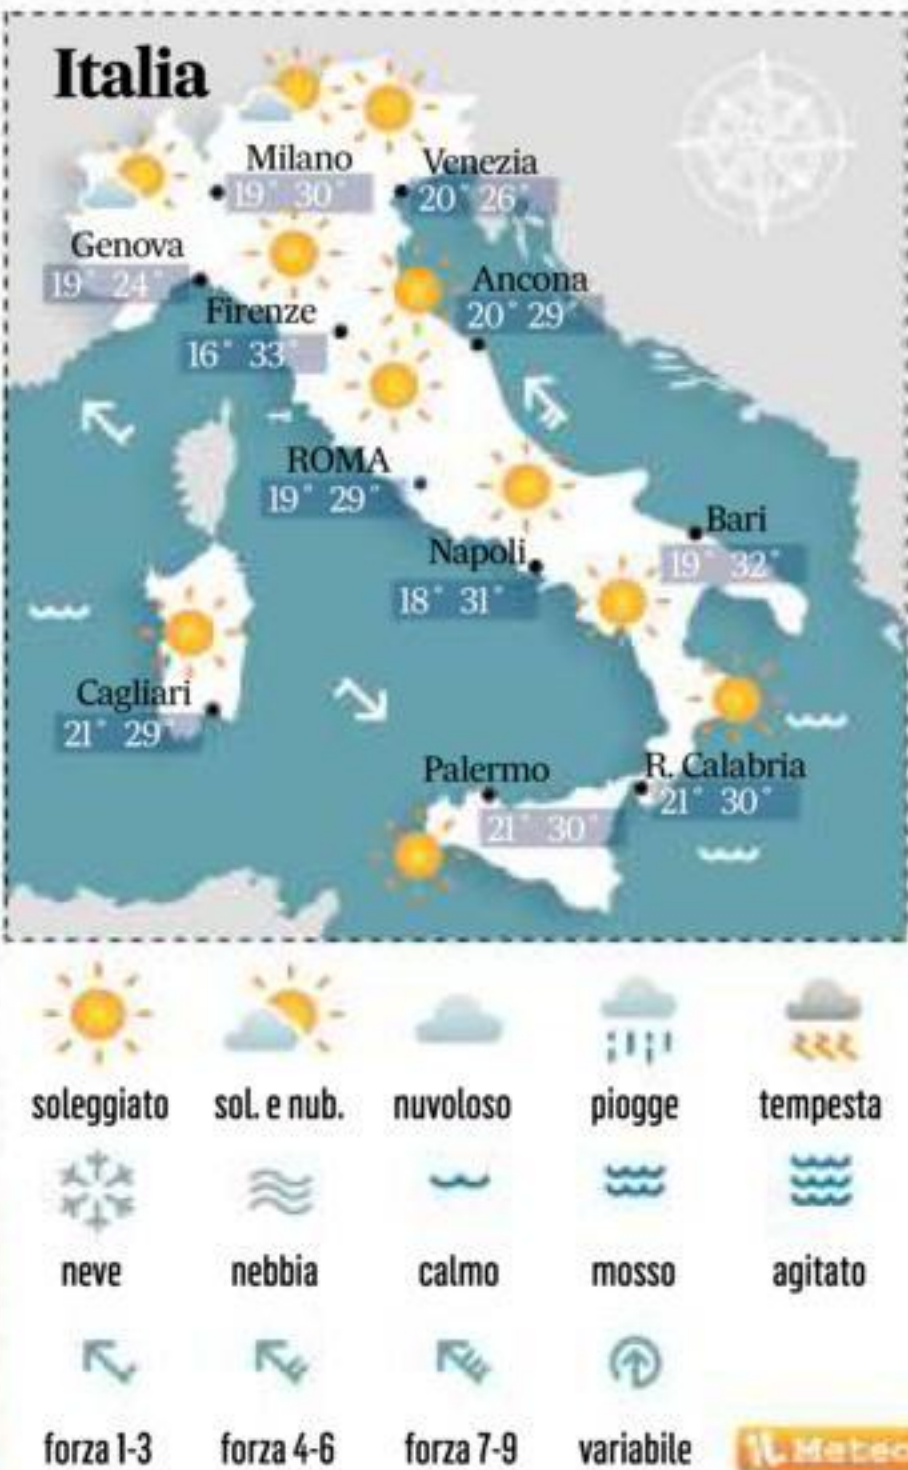 Italia
Milano
19° 30°
Venezia
20° 26°
Genova
19° 24°
Ancona
20° 29°
Firenze
16° 33°
ROMA
19° 29°
Bari
19° 32°
Napoli
18° 31°
Cagliari
21° 29°
Palermo
21° 30°
R. Calabria
21° 30°
soleggiato sol. e nub. nuvoloso piogge tempesta
neve nebbia calmo mosso agitato
forza 1-3 forza 4-6 forza 7-9 variabile
iL Meteo